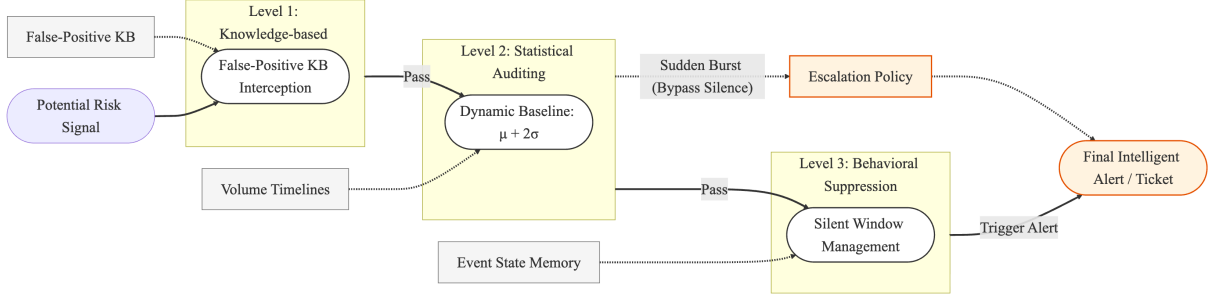 Level 1:
Knowledge-based
False-Positive KB
False-Positive KB
Interception
Potential Risk
Signal
Pass
Level 2: Statistical
Auditing
Dynamic Baseline:
μ + 2σ
Volume Timelines
Sudden Burst
(Bypass Silence)
Escalation Policy
Pass
Level 3: Behavioral
Suppression
Silent Window
Management
Event State Memory
Trigger Alert
Final Intelligent
Alert / Ticket